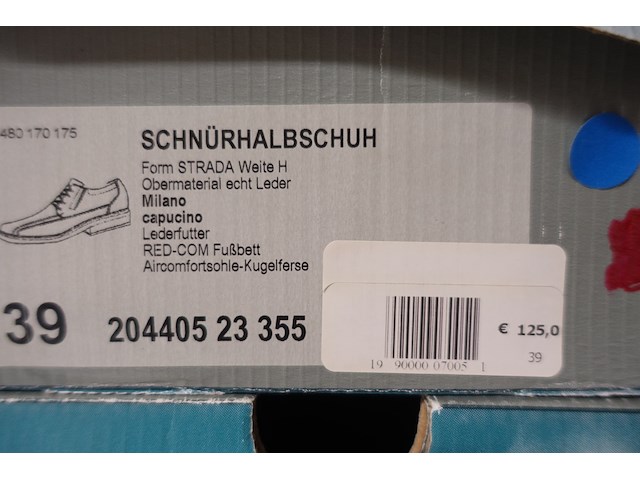 480 170 175
SCHNÜRHALBSCHUH
Form STRADA Weite H
Obermaterial echt Leder
Milano
capucino
Lederfutter
RED-COM Fußbett
Aircomfortsohle-Kugelferse
39
204405 23 355
€ 125,0
39
19 90000 07005 1